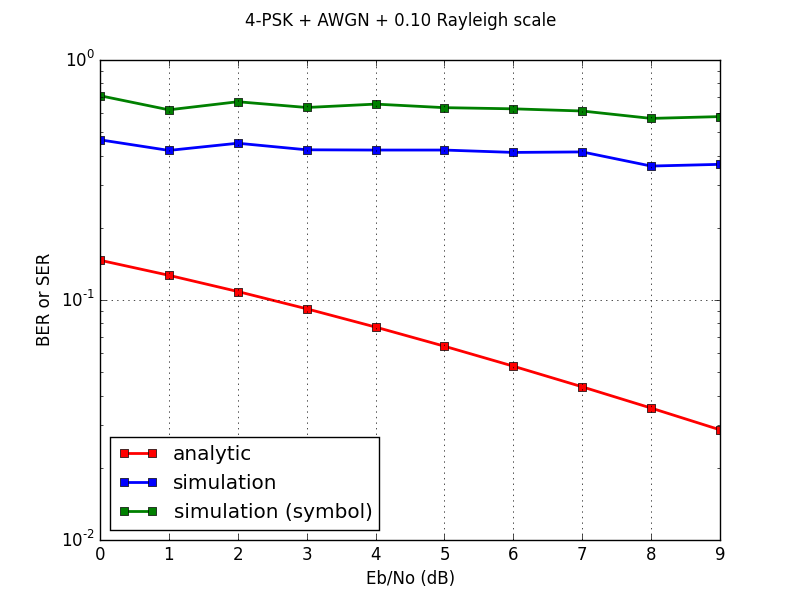 4-PSK + AWGN + 0.10 Rayleigh scale
10^0
10^-1
10^-2
BER or SER
analytic
simulation
simulation (symbol)
0 1 2 3 4 5 6 7 8 9
Eb/No (dB)